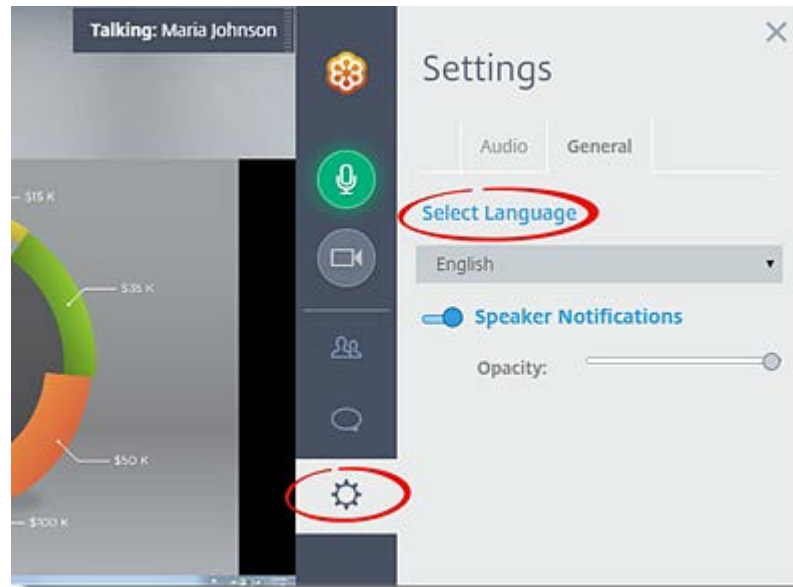 Talking: Maria Johnson
$15 K
$35 K
$50 K
$100 K
Settings
Audio General
Select Language
English
Speaker Notifications
Opacity: